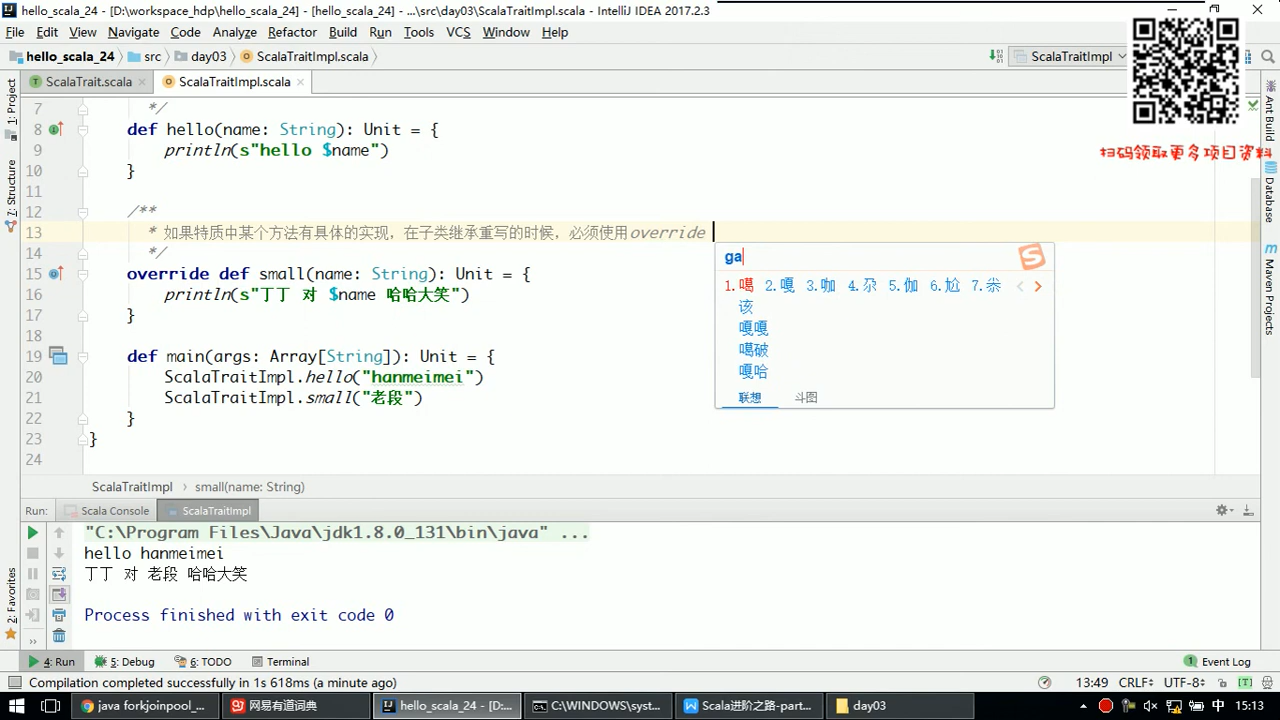 hello_scala_24 - [D:\workspace_hdp\hello_scala_24] - [hello_scala_24] - ...\src\day03\ScalaTraitImpl.scala - IntelliJ IDEA 2017.2.3
File Edit View Navigate Code Analyze Refactor Build Run Tools VCS Window Help
hello_scala_24 src day03 ScalaTraitImpl.scala ScalaTraitImpl
ScalaTrait.scala ScalaTraitImpl.scala
扫码领取更多项目资料
1: Project
Z: Structure
2: Favorites
Ant Build
Database
Maven Projects
7 */
8 def hello(name: String): Unit = {
9 println(s"hello $name")
10 }
11
12 /**
13 * 如果特质中某个方法有具体的实现，在子类继承重写的时候，必须使用override
14 */
15 override def small(name: String): Unit = {
16 println(s"丁丁 对 $name 哈哈大笑")
17 }
18
19 def main(args: Array[String]): Unit = {
20 ScalaTraitImpl.hello("hanmeimei")
21 ScalaTraitImpl.small("老段")
22 }
23 }
24
ga
1.噶 2.嘎 3.咖 4.尕 5.伽 6.尬 7.尜
该
嘎嘎
噶破
嘎哈
联想 斗图
ScalaTraitImpl small(name: String)
Run: Scala Console ScalaTraitImpl
"C:\Program Files\Java\jdk1.8.0_131\bin\java" ...
hello hanmeimei
丁丁 对 老段 哈哈大笑
Process finished with exit code 0
4: Run 5: Debug 6: TODO Terminal 1 Event Log
Compilation completed successfully in 1s 618ms (a minute ago) 13:49 CRLF÷ UTF-8÷
java forkjoinpool_... 网易有道词典 hello_scala_24 - [D:... C:\WINDOWS\syst... Scala进阶之路-part... day03 中 15:13